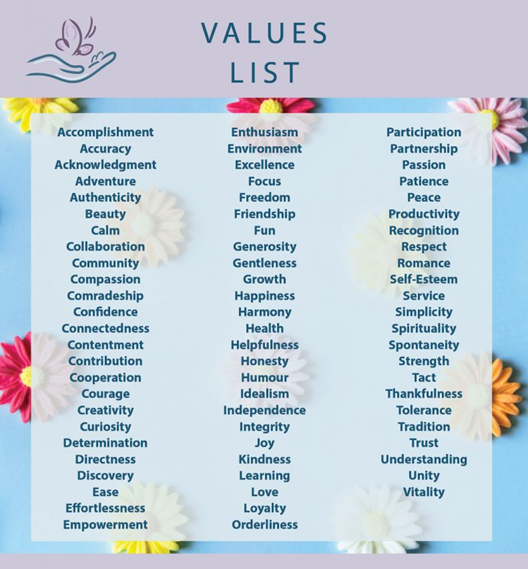 VALUES
LIST
Accomplishment
Accuracy
Acknowledgment
Adventure
Authenticity
Beauty
Calm
Collaboration
Community
Compassion
Comradeship
Confidence
Connectedness
Contentment
Contribution
Cooperation
Courage
Creativity
Curiosity
Determination
Directness
Discovery
Ease
Effortlessness
Empowerment
Enthusiasm
Environment
Excellence
Focus
Freedom
Friendship
Fun
Generosity
Gentleness
Growth
Happiness
Harmony
Health
Helpfulness
Honesty
Humour
Idealism
Independence
Integrity
Joy
Kindness
Learning
Love
Loyalty
Orderliness
Participation
Partnership
Passion
Patience
Peace
Productivity
Recognition
Respect
Romance
Self-Esteem
Service
Simplicity
Spirituality
Spontaneity
Strength
Tact
Thankfulness
Tolerance
Tradition
Trust
Understanding
Unity
Vitality